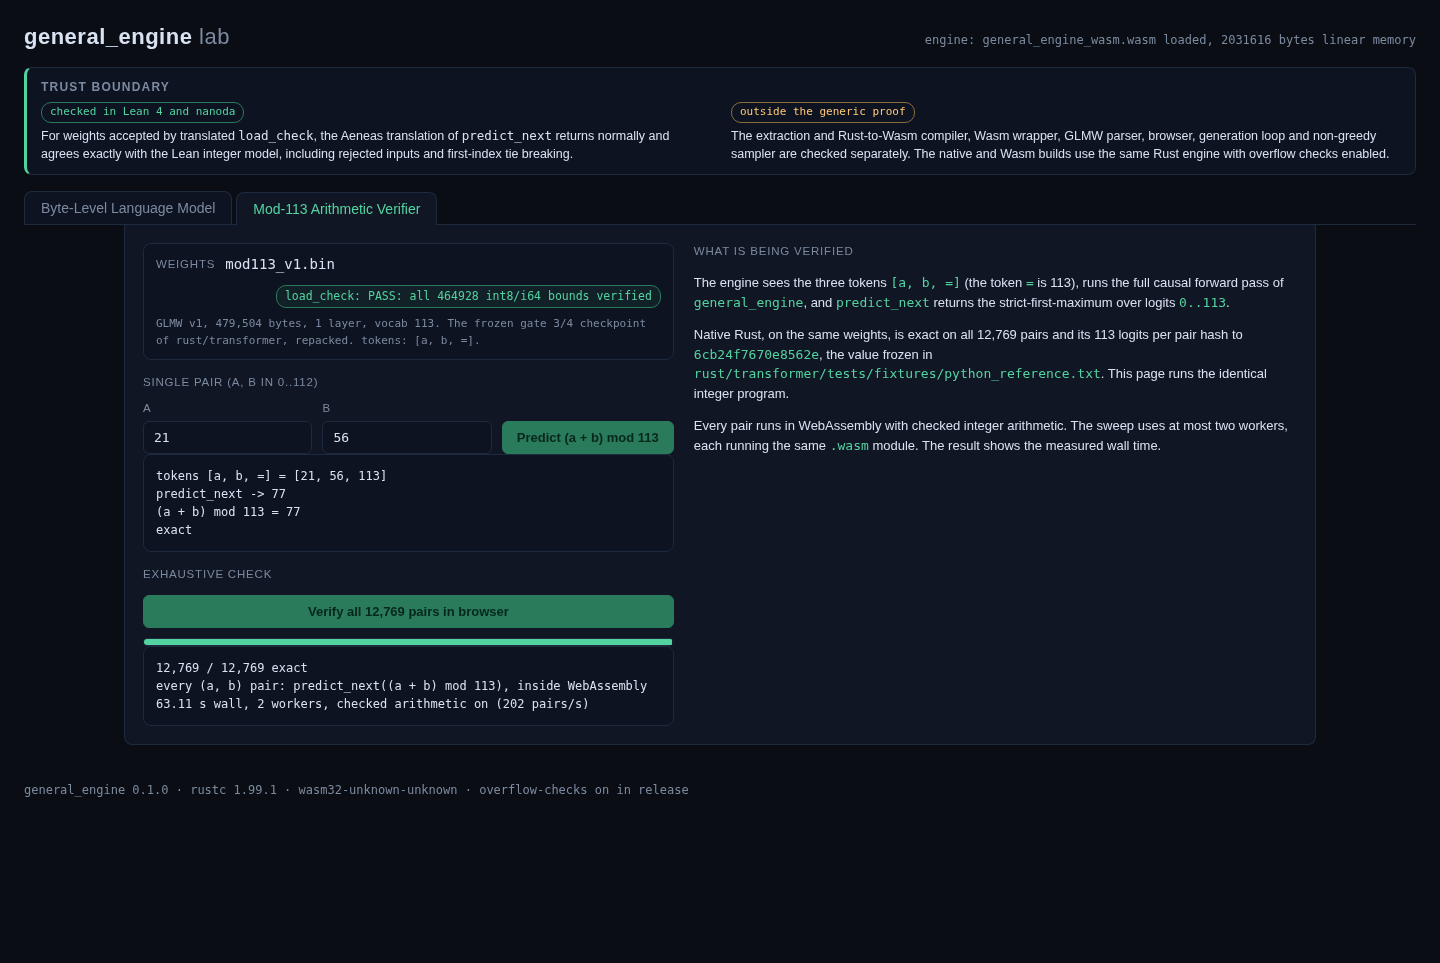 general_engine lab
engine: general_engine_wasm.wasm loaded, 2031616 bytes linear memory
TRUST BOUNDARY
checked in Lean 4 and nanoda
For weights accepted by translated load_check, the Aeneas translation of predict_next returns normally and
agrees exactly with the Lean integer model, including rejected inputs and first-index tie breaking.
outside the generic proof
The extraction and Rust-to-Wasm compiler, Wasm wrapper, GLMW parser, browser, generation loop and non-greedy
sampler are checked separately. The native and Wasm builds use the same Rust engine with overflow checks enabled.
Byte-Level Language Model
Mod-113 Arithmetic Verifier
WEIGHTS mod113_v1.bin
load_check: PASS: all 464928 int8/i64 bounds verified
GLMW v1, 479,504 bytes, 1 layer, vocab 113. The frozen gate 3/4 checkpoint
of rust/transformer, repacked. tokens: [a, b, =].
SINGLE PAIR (A, B IN 0..112)
A
B
21
56
Predict (a + b) mod 113
tokens [a, b, =] = [21, 56, 113]
predict_next -> 77
(a + b) mod 113 = 77
exact
EXHAUSTIVE CHECK
Verify all 12,769 pairs in browser
12,769 / 12,769 exact
every (a, b) pair: predict_next((a + b) mod 113), inside WebAssembly
63.11 s wall, 2 workers, checked arithmetic on (202 pairs/s)
WHAT IS BEING VERIFIED
The engine sees the three tokens [a, b, =] (the token = is 113), runs the full causal forward pass of
general_engine, and predict_next returns the strict-first-maximum over logits 0..113.
Native Rust, on the same weights, is exact on all 12,769 pairs and its 113 logits per pair hash to
6cb24f7670e8562e, the value frozen in
rust/transformer/tests/fixtures/python_reference.txt. This page runs the identical
integer program.
Every pair runs in WebAssembly with checked integer arithmetic. The sweep uses at most two workers,
each running the same .wasm module. The result shows the measured wall time.
general_engine 0.1.0 · rustc 1.99.1 · wasm32-unknown-unknown · overflow-checks on in release